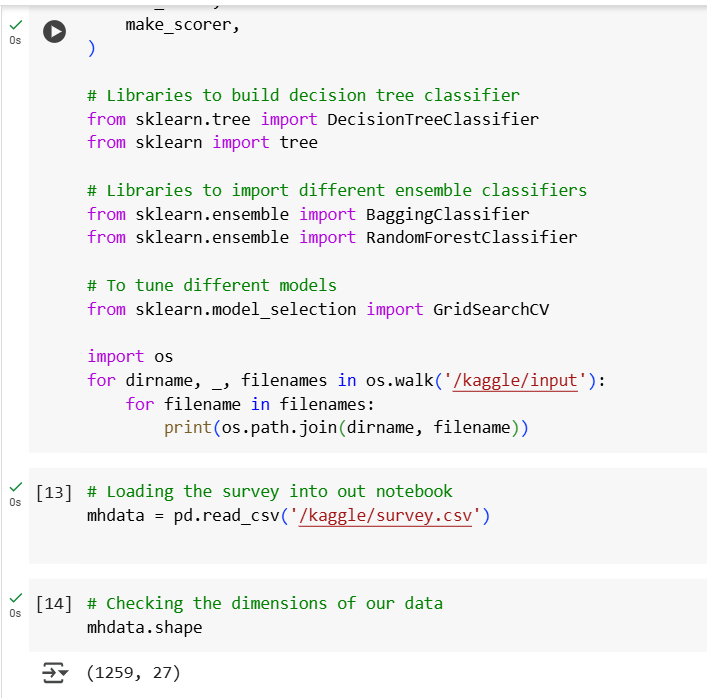 make_scorer,
0s
)
# Libraries to build decision tree classifier
from sklearn.tree import DecisionTreeClassifier
from sklearn import tree
# Libraries to import different ensemble classifiers
from sklearn.ensemble import BaggingClassifier
from sklearn.ensemble import RandomForestClassifier
# To tune different models
from sklearn.model_selection import GridSearchCV
import os
for dirname, _, filenames in os.walk('/kaggle/input'):
for filename in filenames:
print(os.path.join(dirname, filename))
[13] # Loading the survey into out notebook
0s
mhdata = pd.read_csv('/kaggle/survey.csv')
[14] # Checking the dimensions of our data
0s
mhdata.shape
(1259, 27)